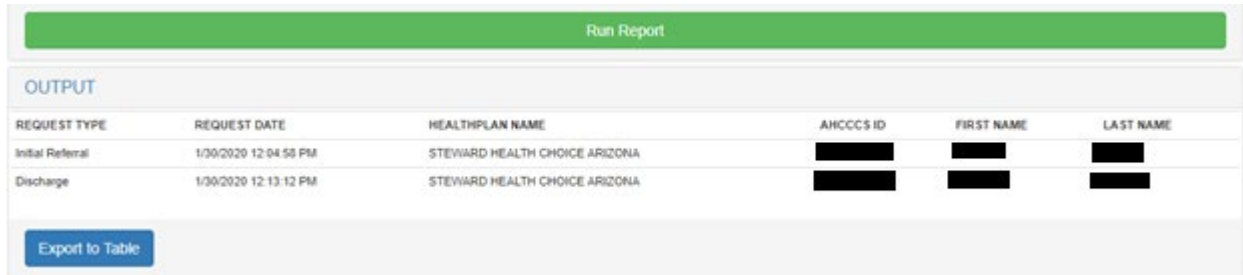 Run Report
OUTPUT
REQUEST TYPE REQUEST DATE HEALTHPLAN NAME AHCCCS ID FIRST NAME LAST NAME
Initial Referral 1/30/2020 12:04:58 PM STEWARD HEALTH CHOICE ARIZONA
Discharge 1/30/2020 12:13:12 PM STEWARD HEALTH CHOICE ARIZONA
Export to Table